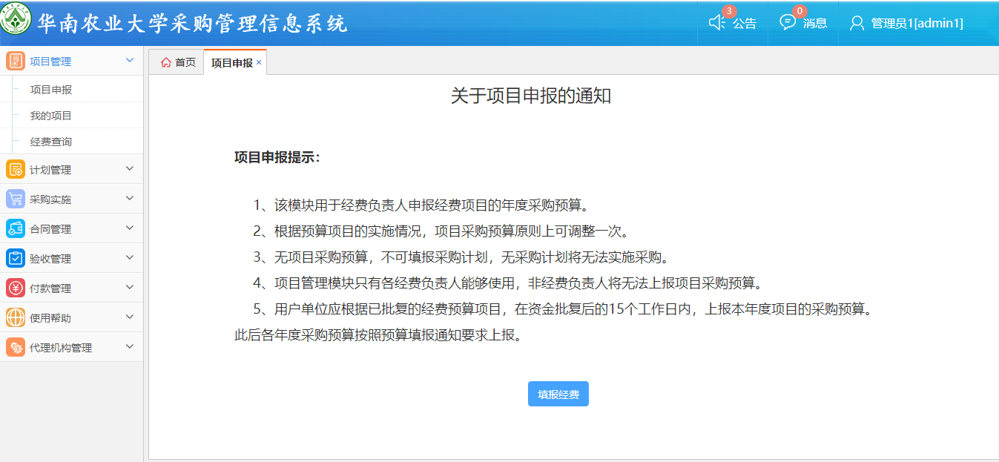 华南农业大学采购管理信息系统
3
公告
0
消息
管理员1[admin1]
项目管理
项目申报
我的项目
经费查询
计划管理
采购实施
合同管理
验收管理
付款管理
使用帮助
代理机构管理
首页
项目申报 ×
关于项目申报的通知
项目申报提示：
1、该模块用于经费负责人申报经费项目的年度采购预算。
2、根据预算项目的实施情况，项目采购预算原则上可调整一次。
3、无项目采购预算，不可填报采购计划，无采购计划将无法实施采购。
4、项目管理模块只有各经费负责人能够使用，非经费负责人将无法上报项目采购预算。
5、用户单位应根据已批复的经费预算项目，在资金批复后的15个工作日内，上报本年度项目的采购预算。
此后各年度采购预算按照预算填报通知要求上报。
填报经费